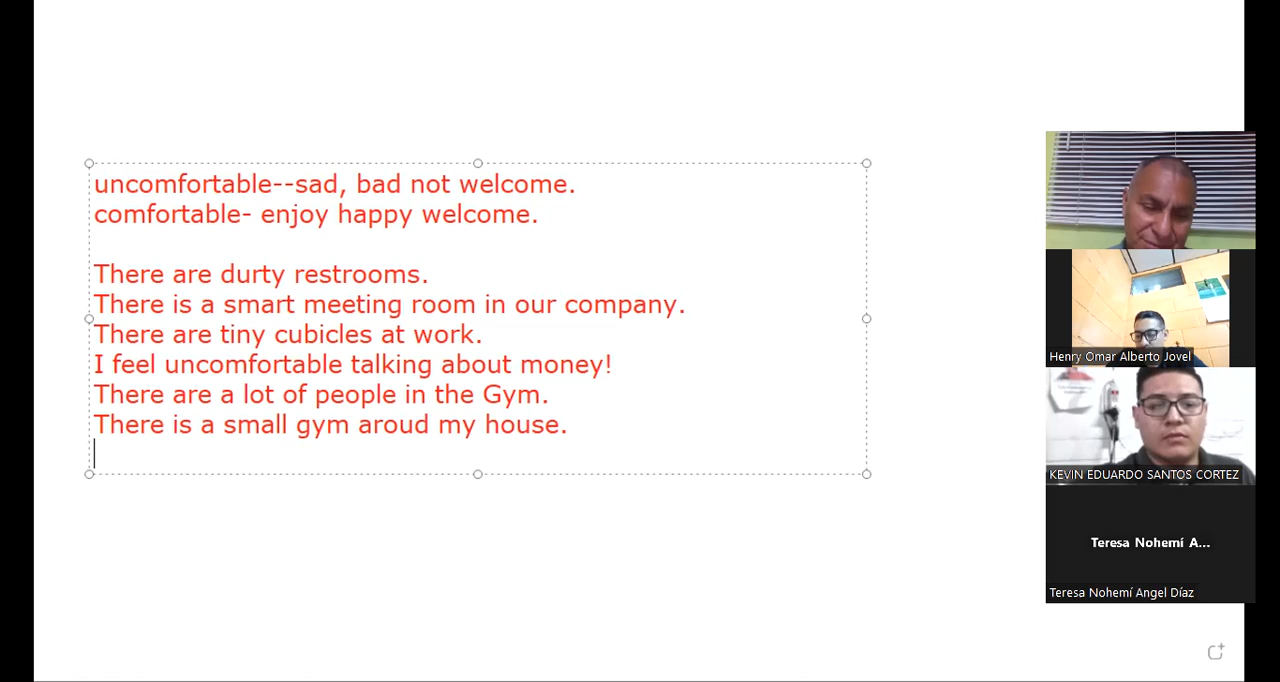 uncomfortable--sad, bad not welcome.
comfortable- enjoy happy welcome.
There are durty restrooms.
There is a smart meeting room in our company.
There are tiny cubicles at work.
I feel uncomfortable talking about money!
There are a lot of people in the Gym.
There is a small gym aroud my house.
Henry Omar Alberto Jovel
KEVIN EDUARDO SANTOS CORTEZ
Teresa Nohemí A...
Teresa Nohemí Angel Díaz